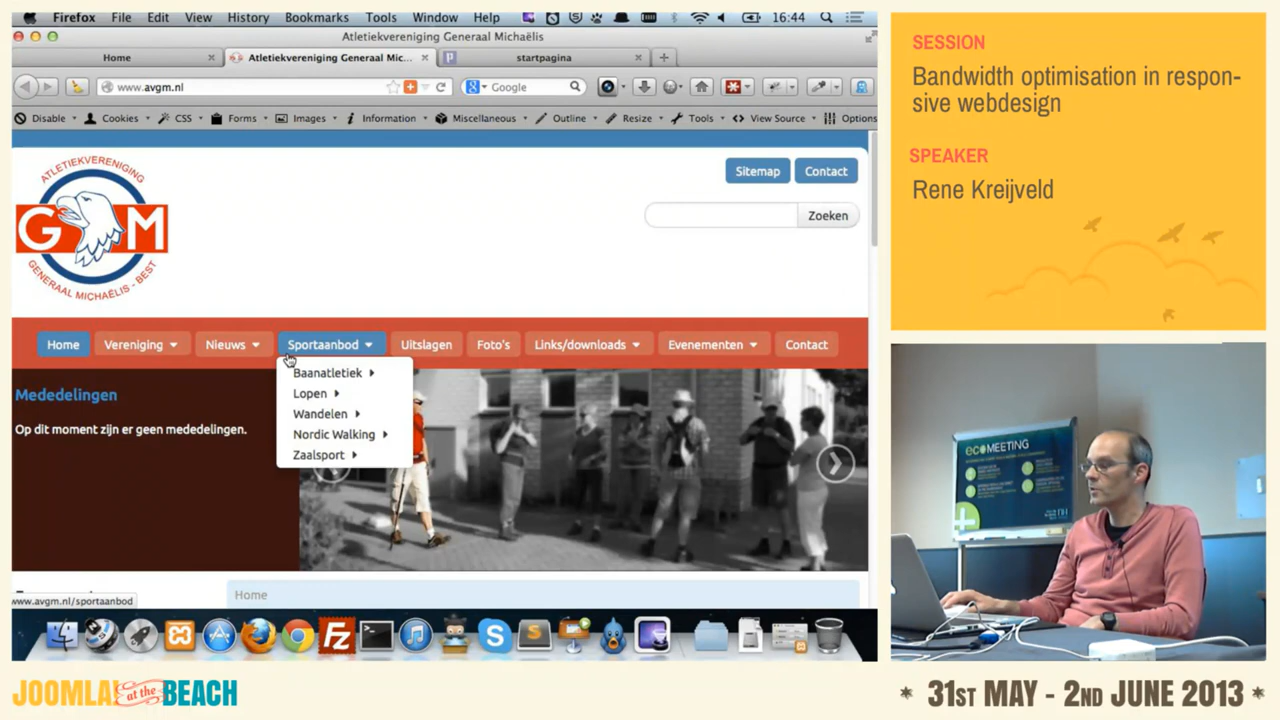 Firefox File Edit View History Bookmarks Tools Window Help 16:44
Atletiekvereniging Generaal Michaëlis
Home Atletiekvereniging Generaal Mic... startpagina
www.avgm.nl Google
Disable Cookies CSS Forms Images Information Miscellaneous Outline Resize Tools View Source Options
ATLETIEKVERENIGING
G M
GENERAAL MICHAËLIS - BEST
Sitemap Contact
Zoeken
Home Vereniging Nieuws Sportaanbod Uitslagen Foto's Links/downloads Evenementen Contact
Baanatletiek
Lopen
Wandelen
Nordic Walking
Zaalsport
Mededelingen
Op dit moment zijn er geen mededelingen.
Home
www.avgm.nl/sportaanbod
SESSION
Bandwidth optimisation in respon-
sive webdesign
SPEAKER
Rene Kreijveld
ecoMEETING
JOOMLA! at the BEACH
* 31ST MAY - 2ND JUNE 2013 *